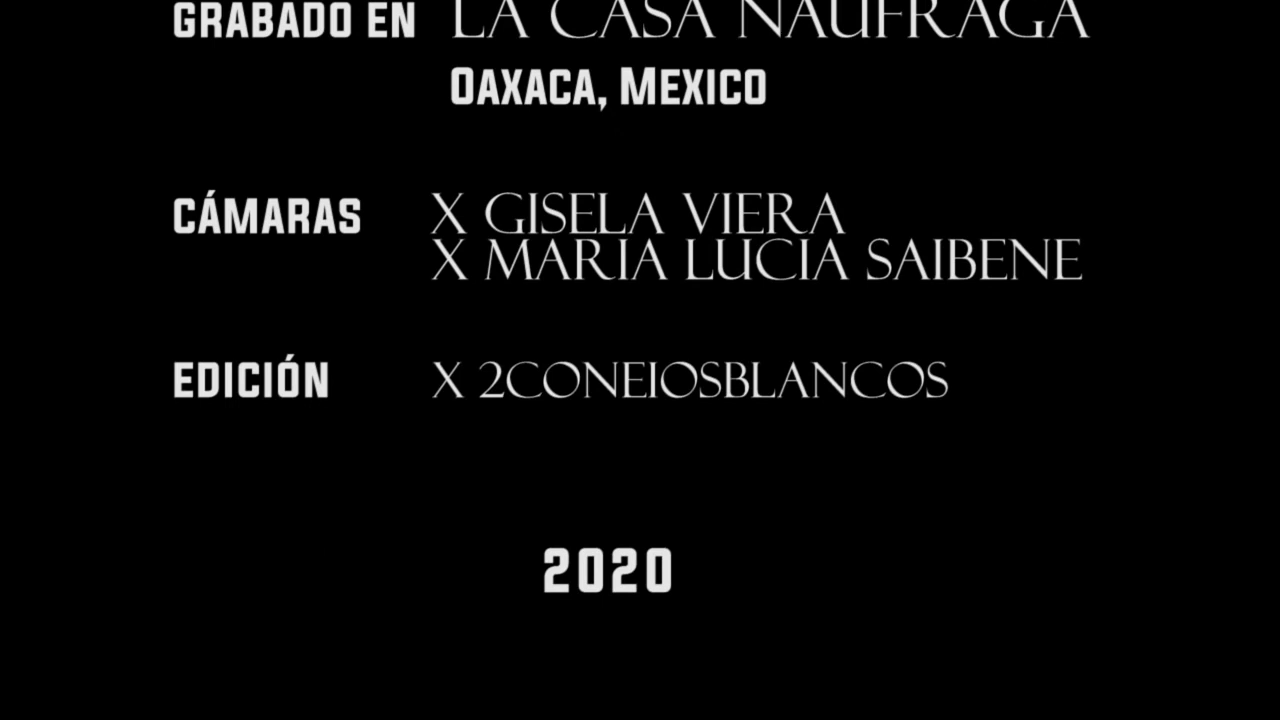 GRABADO EN LA CASA NAUFRAGA
OAXACA, MEXICO
CÁMARAS X GISELA VIERA
X MARIA LUCIA SAIBENE
EDICIÓN X 2CONEJOSBLANCOS
2020